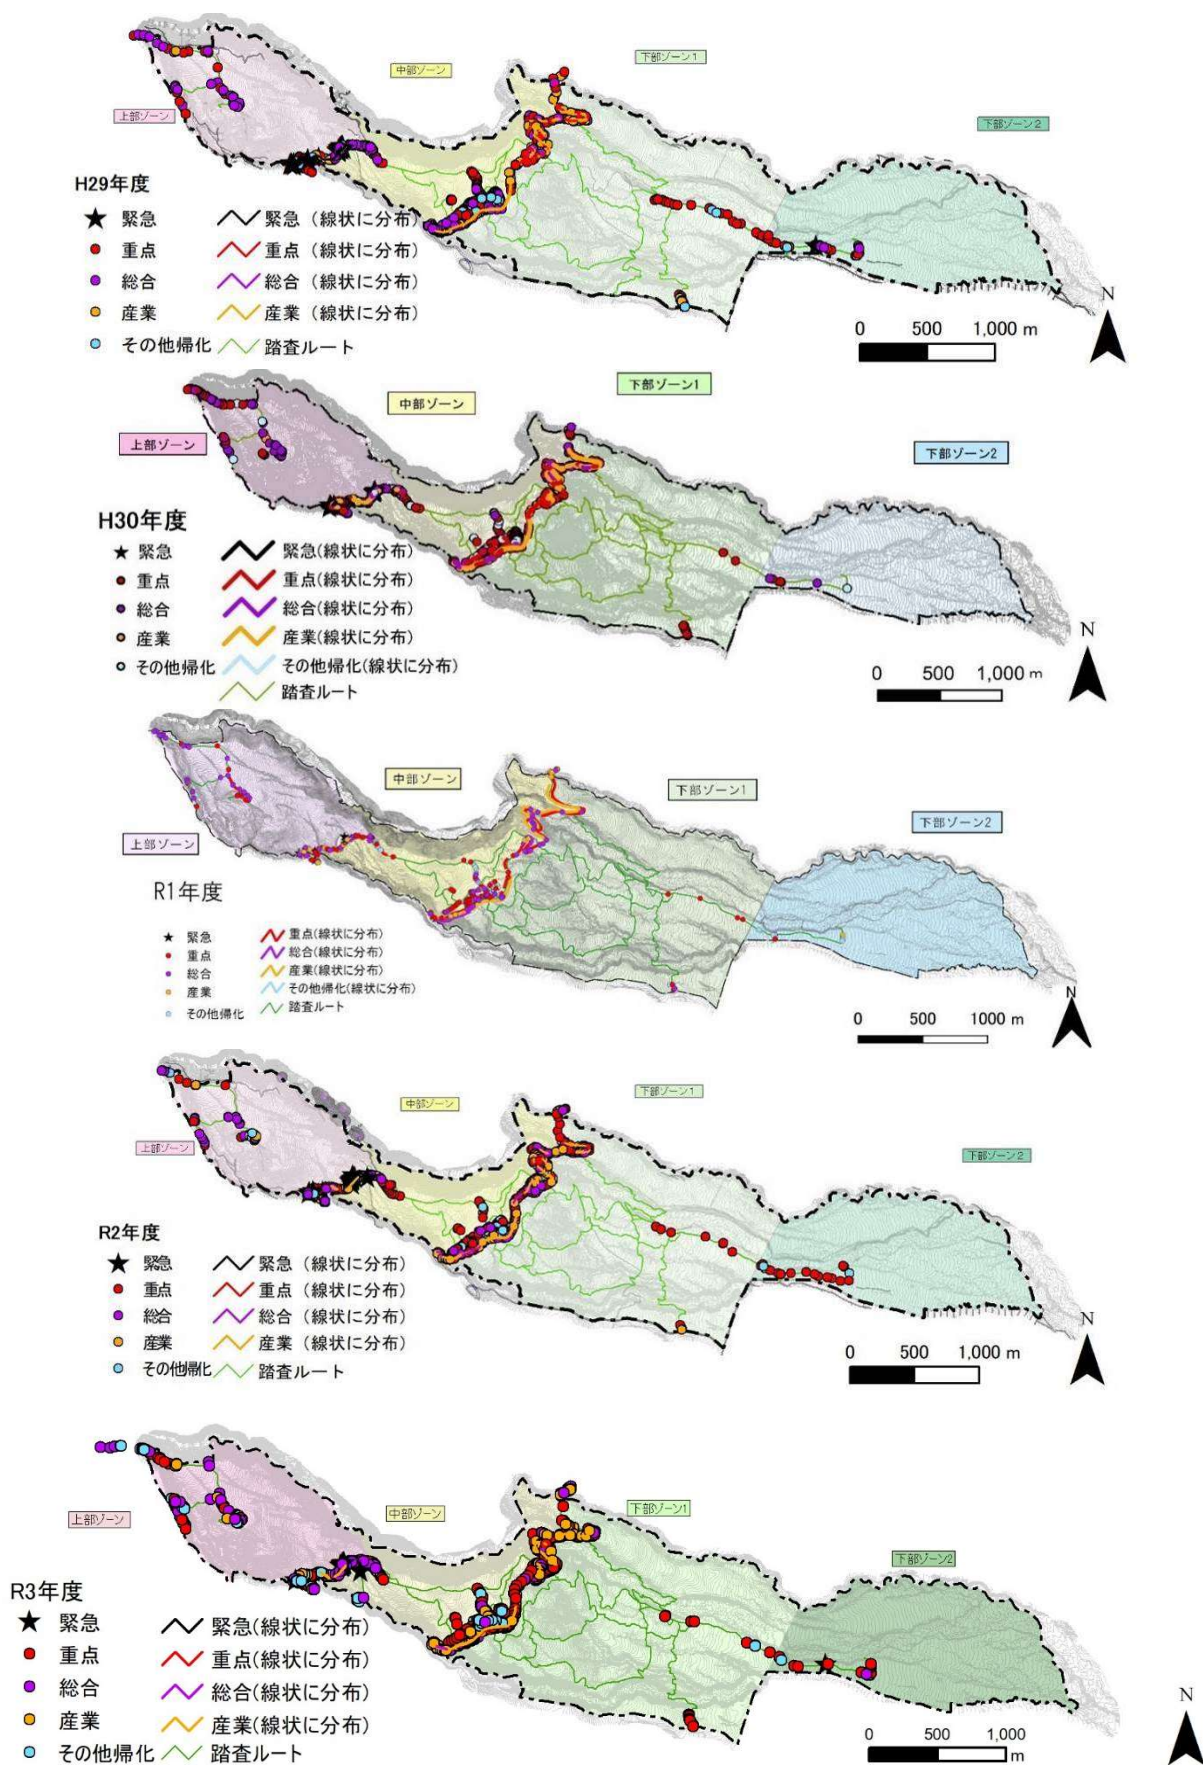 下部ゾーン1
中部ゾーン
上部ゾーン
下部ゾーン2
H29年度
緊急 緊急（線状に分布）
重点 重点（線状に分布）
総合 総合（線状に分布）
産業 産業（線状に分布）
その他帰化 踏査ルート
N
0 500 1,000 m
下部ゾーン1
中部ゾーン
上部ゾーン
下部ゾーン2
H30年度
緊急 緊急(線状に分布)
重点 重点(線状に分布)
総合 総合(線状に分布)
産業 産業(線状に分布)
その他帰化 その他帰化(線状に分布)
踏査ルート
N
0 500 1,000 m
中部ゾーン
下部ゾーン1
下部ゾーン2
上部ゾーン
R1年度
緊急 重点(線状に分布)
重点 総合(線状に分布)
総合 産業(線状に分布)
産業 その他帰化(線状に分布)
その他帰化 踏査ルート
N
0 500 1000 m
下部ゾーン1
中部ゾーン
上部ゾーン
下部ゾーン2
R2年度
緊急 緊急（線状に分布）
重点 重点（線状に分布）
総合 総合（線状に分布）
産業 産業（線状に分布）
その他帰化 踏査ルート
N
0 500 1,000 m
下部ゾーン1
中部ゾーン
上部ゾーン
下部ゾーン2
R3年度
緊急 緊急(線状に分布)
重点 重点(線状に分布)
総合 総合(線状に分布)
産業 産業(線状に分布)
その他帰化 踏査ルート
N
0 500 1,000
m